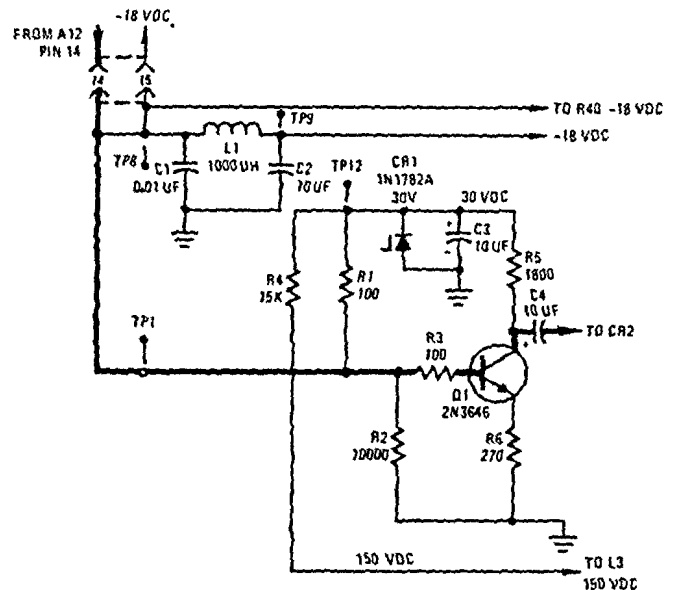 -18 VDC
FROM A12
PIN 14
14
15
TO R40 -18 VDC
TP9
-18 VDC
TP8
L1
1000 UH
C1
0.01 UF
C2
10 UF
TP12
CR1
1N1782A
30V
30 VDC
C3
10 UF
R5
1800
R4
15K
R1
100
C4
10 UF
TP1
TO CR2
R3
100
Q1
2N3646
R2
10000
R6
270
150 VDC
TO L3
150 VDC